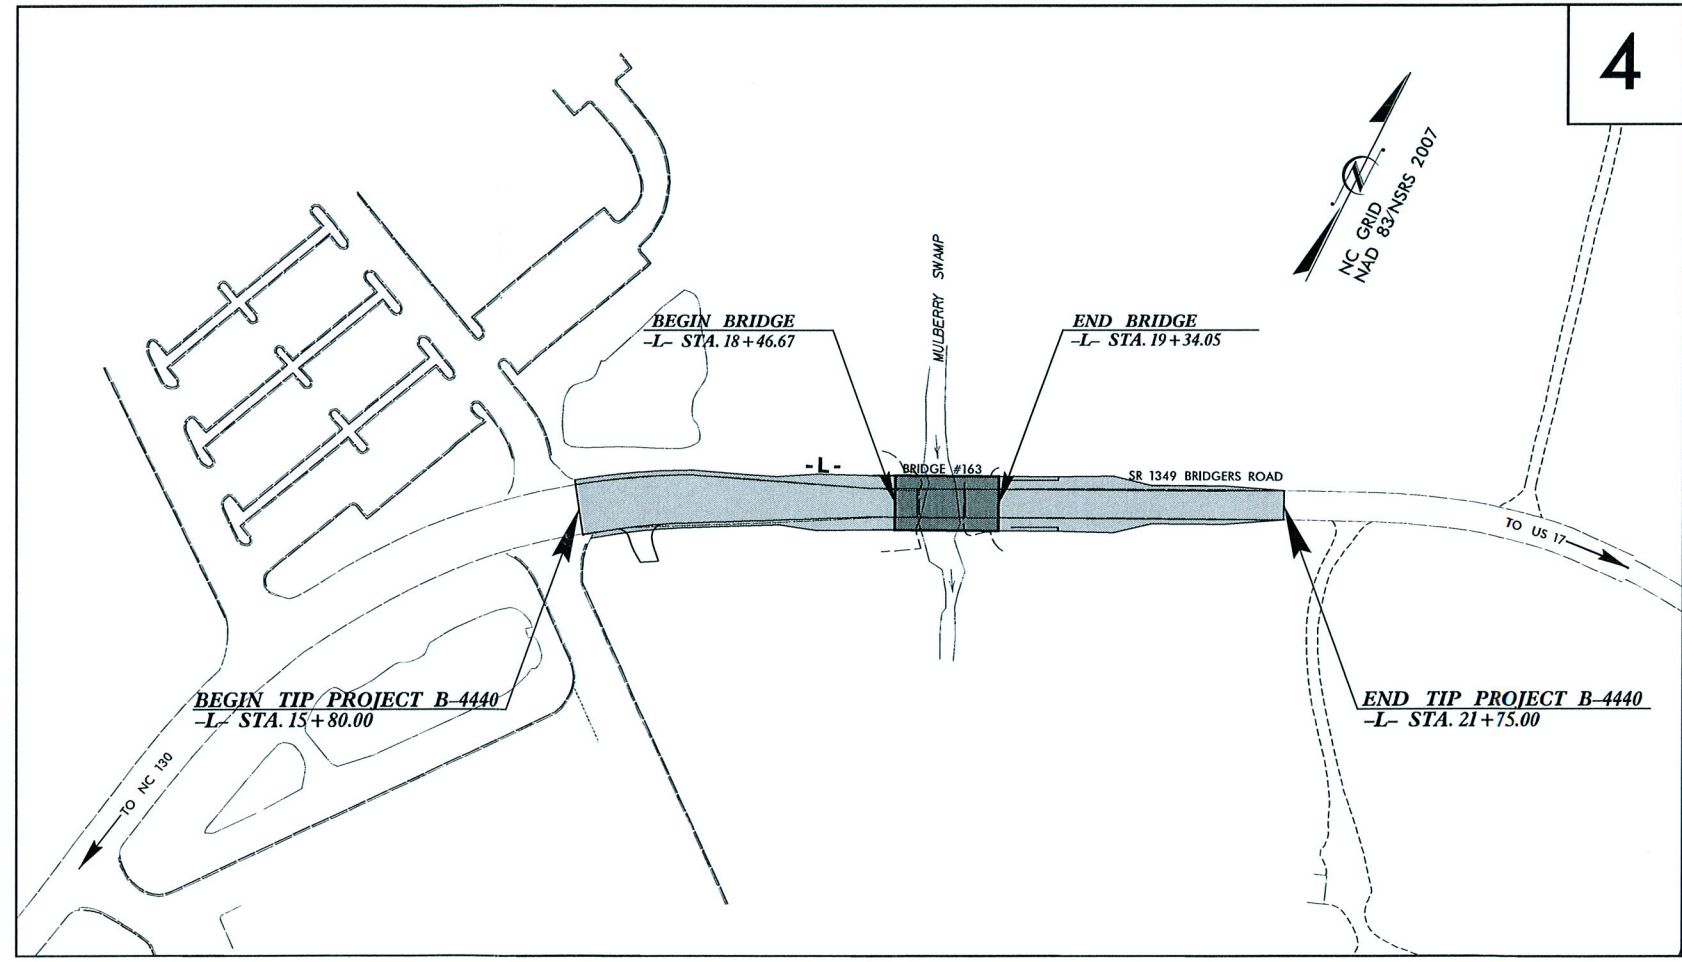 4
NC GRID
NAD 83/NSRS 2007
MULBERRY SWAMP
BEGIN BRIDGE
-L- STA. 18+46.67
END BRIDGE
-L- STA. 19+34.05
-L-
BRIDGE #163
SR 1349 BRIDGERS ROAD
TO US 17
BEGIN TIP PROJECT B-4440
-L- STA. 15+80.00
END TIP PROJECT B-4440
-L- STA. 21+75.00
TO NC 130